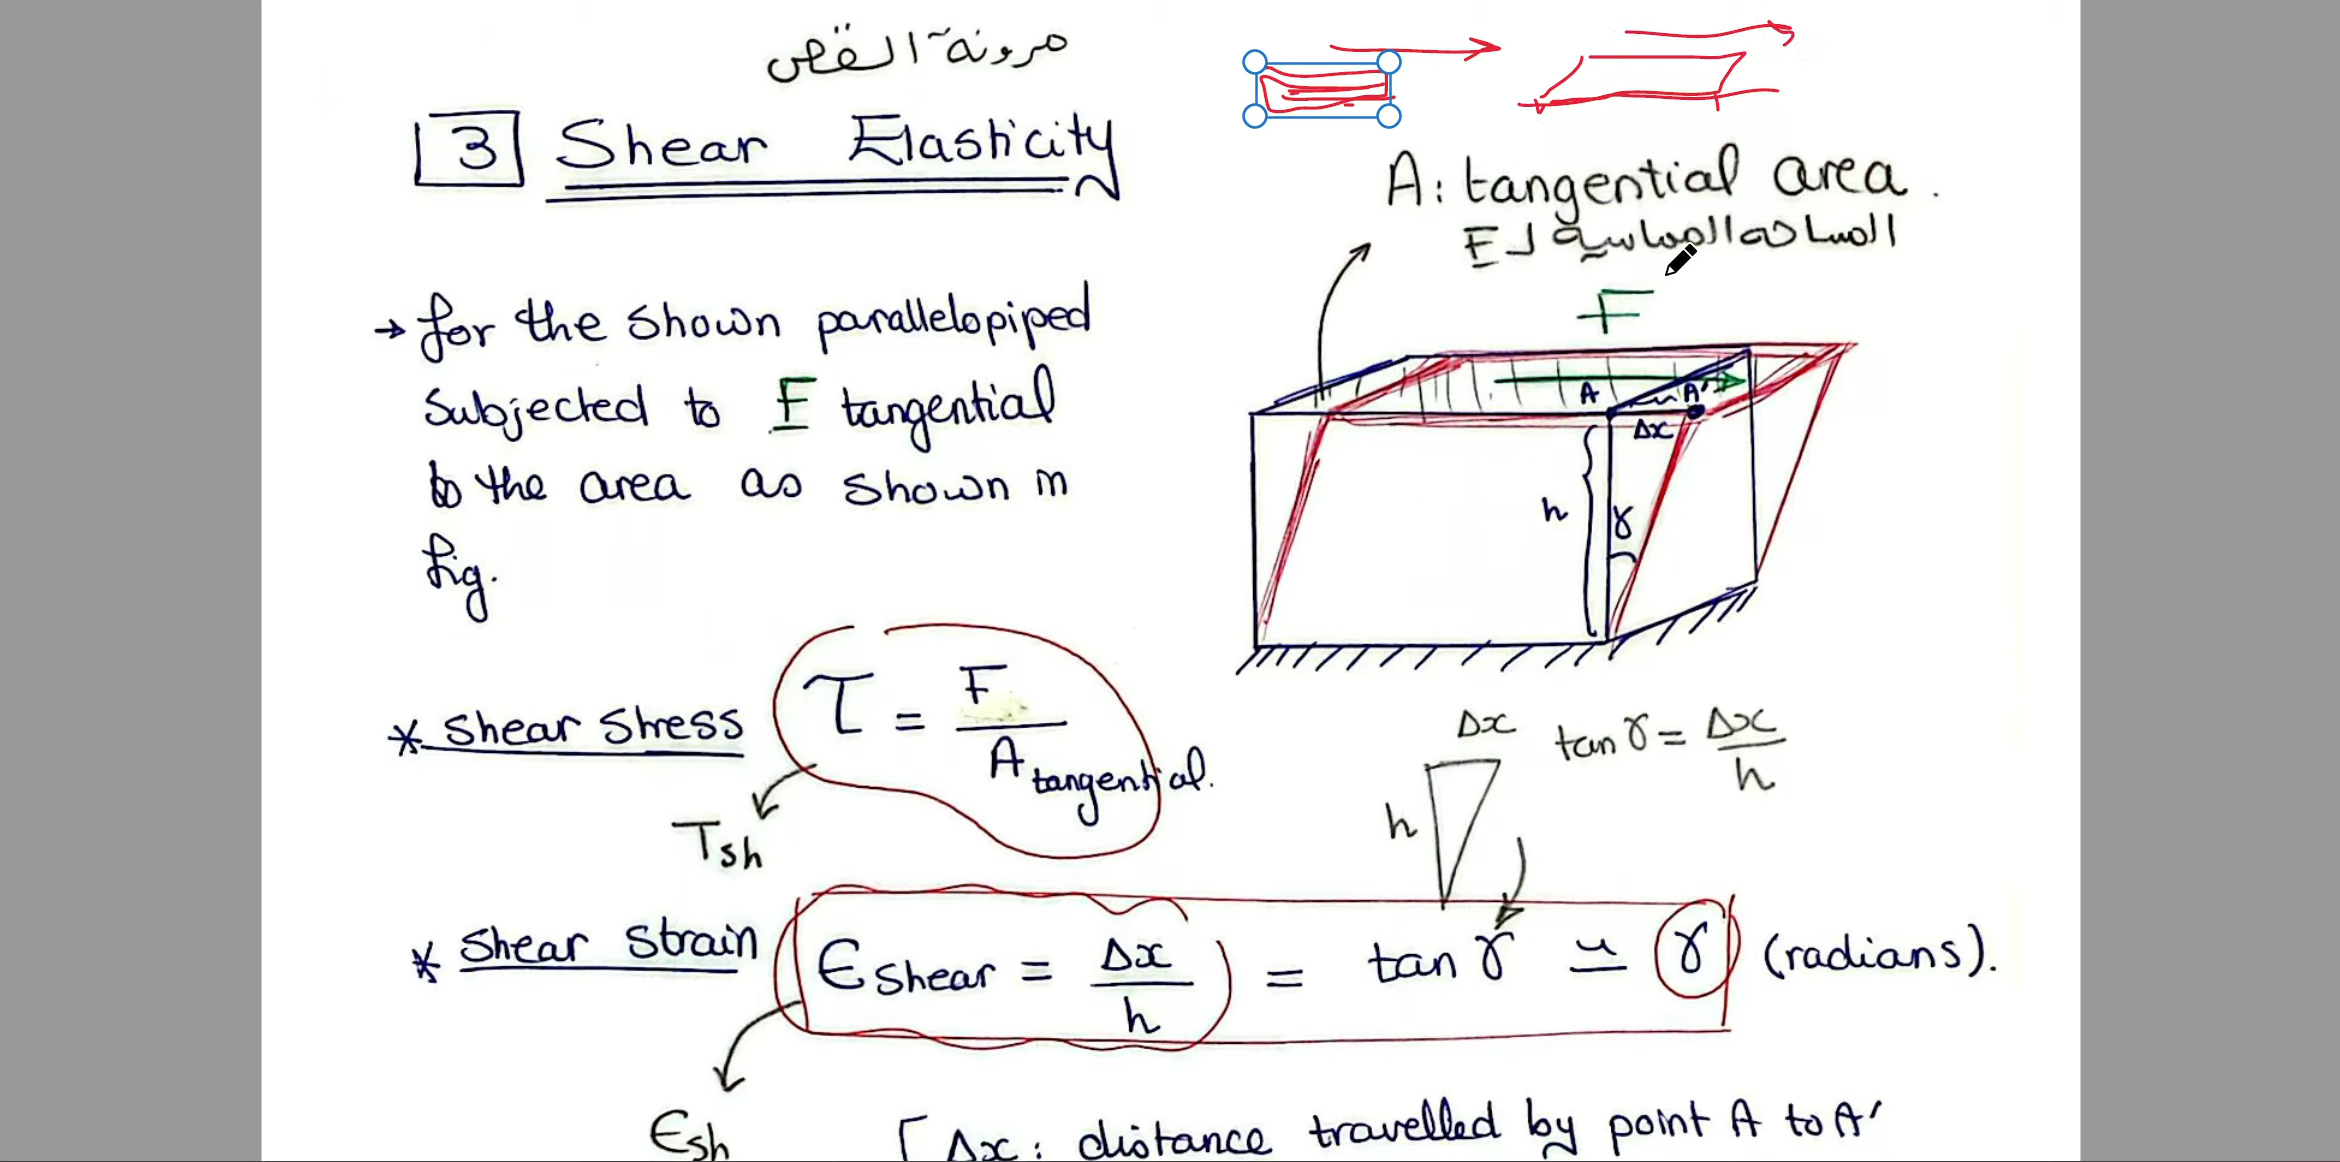 مرونة القص
3 Shear Elasticity
A: tangential area.
المساحة المماسية لـ F
→ for the shown parallelopiped
subjected to F tangential
to the area as shown in
fig.
F
A A'
Δx
h
γ
* Shear Stress τ = F / A tangential.
τsh
Δx
h
tan γ = Δx / h
* Shear Strain ϵ shear = Δx / h = tan γ ≃ γ (radians).
ϵsh
[Δx: distance travelled by point A to A'